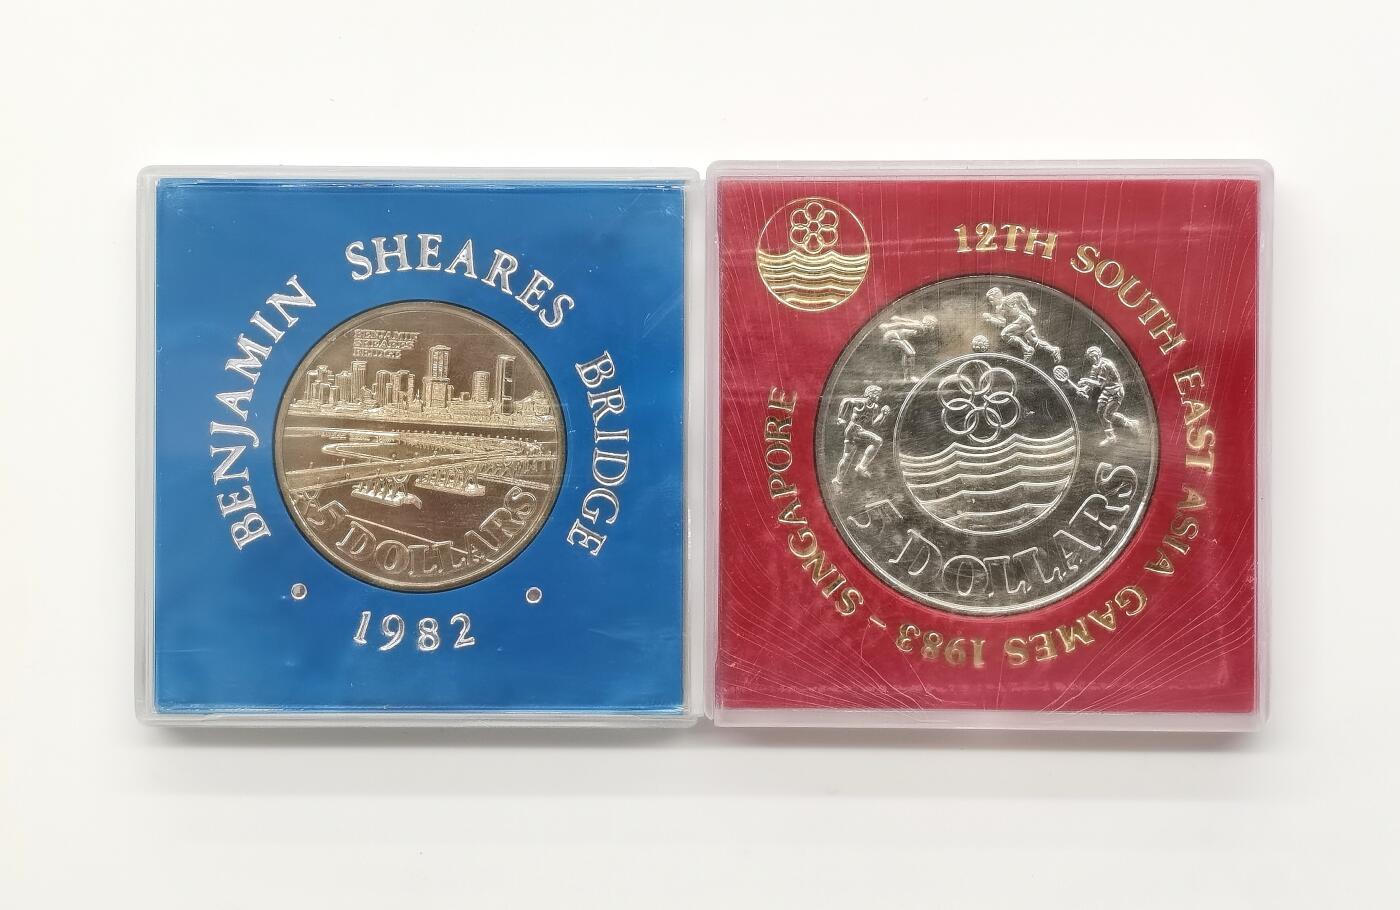 BENJAMIN SHEARES BRIDGE
1982
BENJAMIN
SHEARES
BRIDGE
5 DOLLARS
12TH SOUTH EAST ASIA GAMES 1983 - SINGAPORE
5 DOLLARS